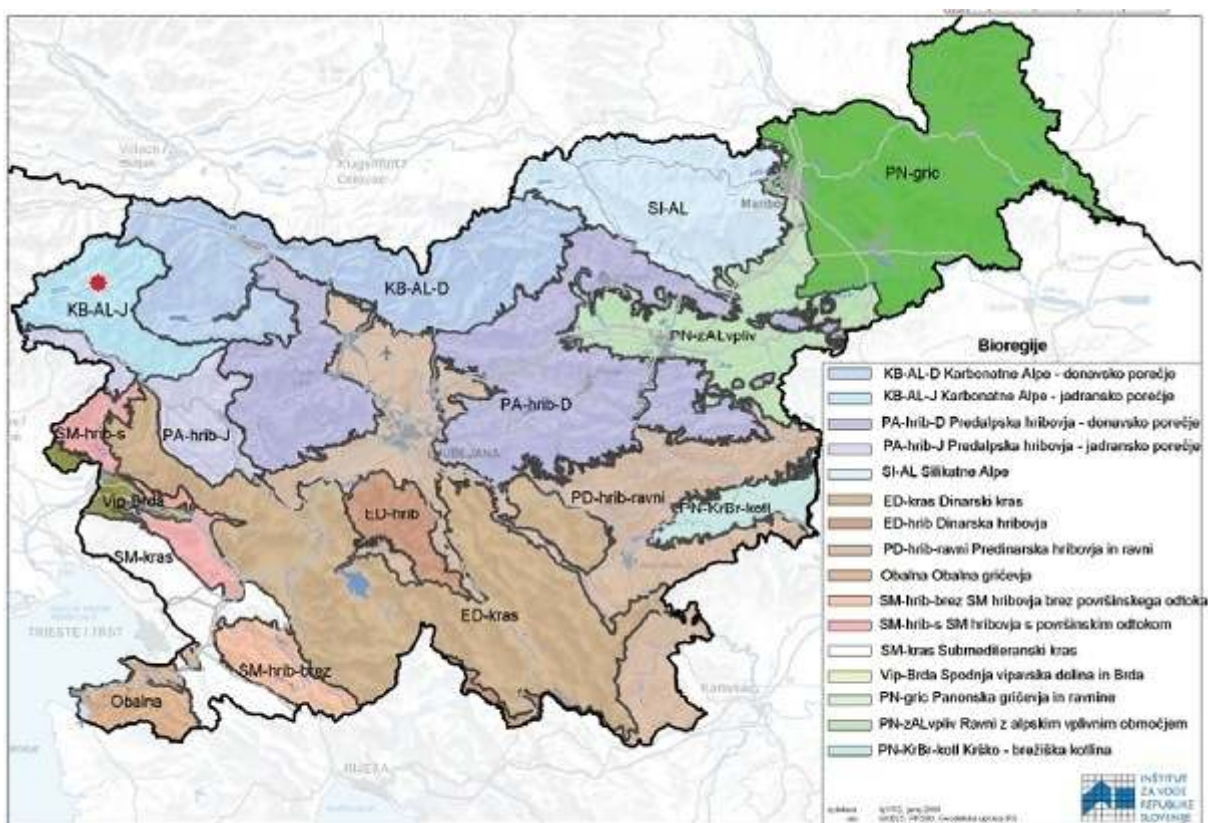 SI-AL
PN-gric
Maribor
KB-AL-J
KB-AL-D
PN-zALvpliv
PA-hrib-D
SM-hrib-s
PA-hrib-J
LJUBLJANA
PD-hrib-ravni
PN-KrBr-kotl
Vip-Brda
ED-hrib
SM-kras
ED-kras
TRIESTE / TRST
SM-hrib-brez
Obalna
RIJEKA
Bioregije
KB-AL-D Karbonatne Alpe - donavsko porečje
KB-AL-J Karbonatne Alpe - jadransko porečje
PA-hrib-D Predalpska hribovja - donavsko porečje
PA-hrib-J Predalpska hribovja - jadransko porečje
SI-AL Silikatne Alpe
ED-kras Dinarski kras
ED-hrib Dinarska hribovja
PD-hrib-ravni Predinarska hribovja in ravni
Obalna Obalna gričevja
SM-hrib-brez SM hribovja brez površinskega odtoka
SM-hrib-s SM hribovja s površinskim odtokom
SM-kras Submediteranski kras
Vip-Brda Spodnja vipavska dolina in Brda
PN-gric Panonska gričevja in ravnine
PN-zALvpliv Ravni z alpskim vplivnim območjem
PN-KrBr-kotl Krško - brežiška kotlina
INŠTITUT
ZA VODE
REPUBLIKE
SLOVENIJE